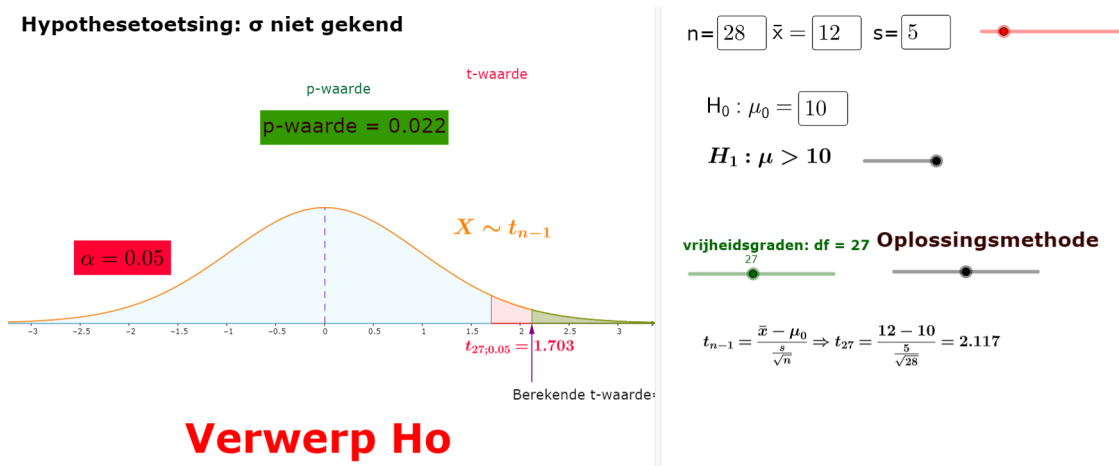 Hypothesetoetsing: σ niet gekend
t-waarde
p-waarde
p-waarde = 0.022
X ∼ t_{n−1}
α = 0.05
-3 -2.5 -2 -1.5 -1 -0.5 0 0.5 1 1.5 2 2.5 3
t_{27;0.05} = 1.703
Berekende t-waarde=
Verwerp Ho
n= 28 x̄ = 12 s= 5
H₀ : μ₀ = 10
H₁ : μ > 10
vrijheidsgraden: df = 27 Oplossingsmethode
27
t_{n−1} = (x̄ − μ₀)/(s/√n) ⇒ t₂₇ = (12 − 10)/(5/√28) = 2.117